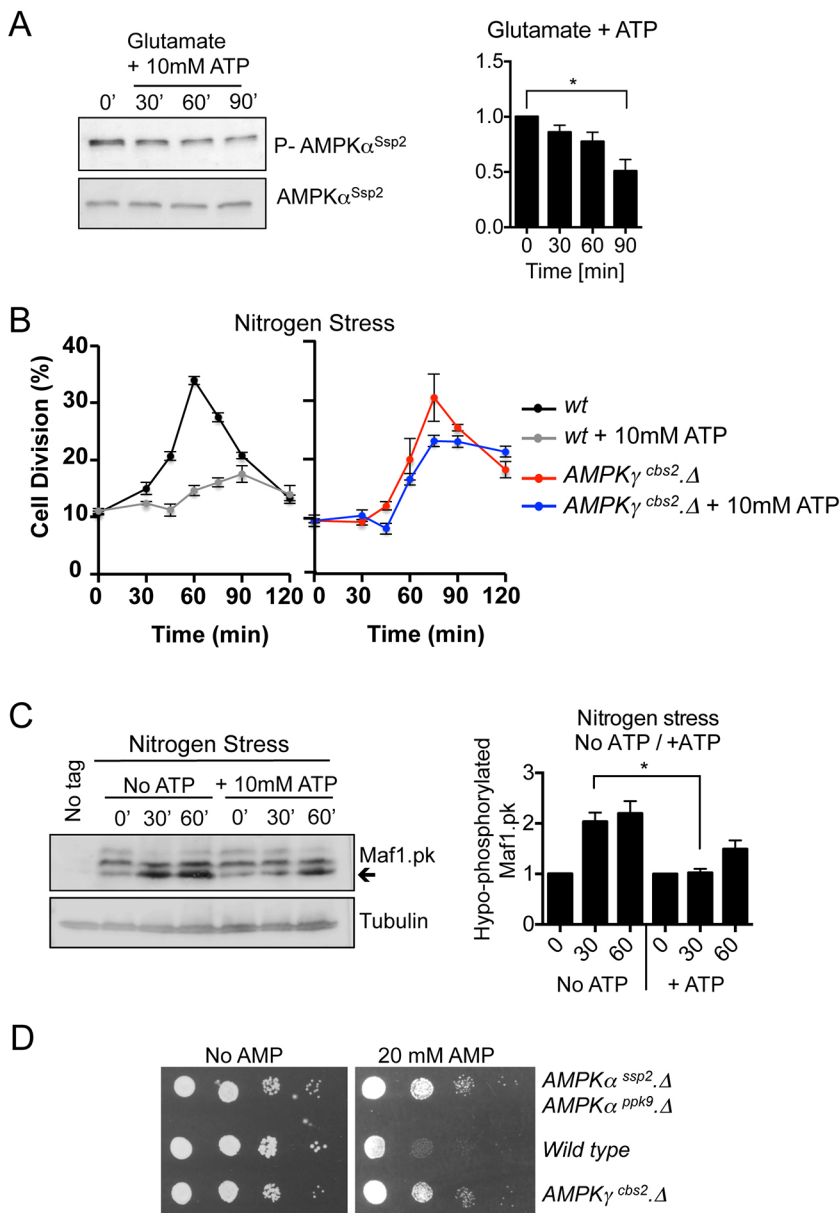 A
Glutamate
+ 10mM ATP
0' 30' 60' 90'
P- AMPKα^Ssp2
AMPKα^Ssp2
Glutamate + ATP
*
1.5
1.0
0.5
0.0
0 30 60 90
Time [min]
B
Nitrogen Stress
Cell Division (%)
40
30
20
10
0
0 30 60 90 120
Time (min)
0 30 60 90 120
Time (min)
wt
wt + 10mM ATP
AMPKγ ^cbs2.Δ
AMPKγ ^cbs2.Δ + 10mM ATP
C
No tag
Nitrogen Stress
No ATP + 10mM ATP
0' 30' 60' 0' 30' 60'
Maf1.pk
Tubulin
Nitrogen stress
No ATP / +ATP
*
Hypo-phosphorylated
Maf1.pk
3
2
1
0
0 30 60 0 30 60
No ATP + ATP
D
No AMP 20 mM AMP
AMPKα ^ssp2.Δ
AMPKα ^ppk9.Δ
Wild type
AMPKγ ^cbs2.Δ